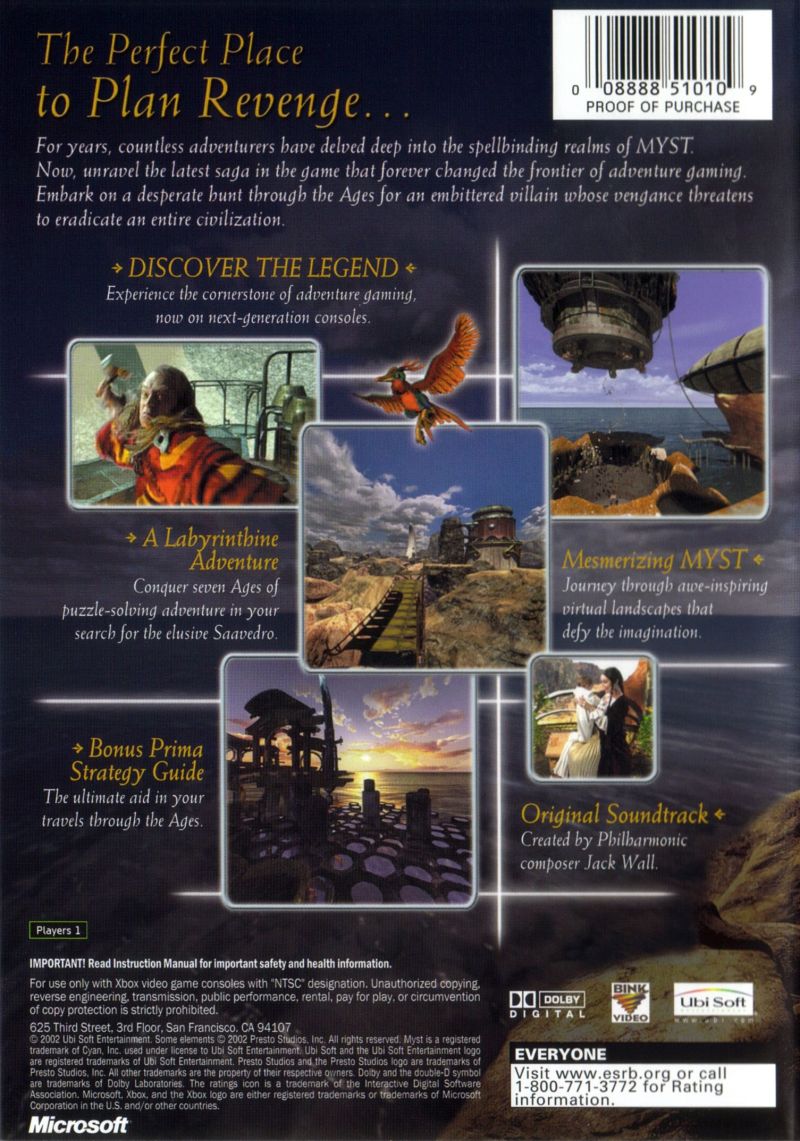 The Perfect Place
to Plan Revenge...
0 08888 51010 9
PROOF OF PURCHASE
For years, countless adventurers have delved deep into the spellbinding realms of MYST.
Now, unravel the latest saga in the game that forever changed the frontier of adventure gaming.
Embark on a desperate hunt through the Ages for an embittered villain whose vengance threatens
to eradicate an entire civilization.
DISCOVER THE LEGEND
Experience the cornerstone of adventure gaming,
now on next-generation consoles.
A Labyrinthine
Adventure
Conquer seven Ages of
puzzle-solving adventure in your
search for the elusive Saavedro.
Mesmerizing MYST
Journey through awe-inspiring
virtual landscapes that
defy the imagination.
Bonus Prima
Strategy Guide
The ultimate aid in your
travels through the Ages.
Original Soundtrack
Created by Philharmonic
composer Jack Wall.
Players 1
IMPORTANT! Read Instruction Manual for important safety and health information.
For use only with Xbox video game consoles with "NTSC" designation. Unauthorized copying,
reverse engineering, transmission, public performance, rental, pay for play, or circumvention
of copy protection is strictly prohibited.
625 Third Street, 3rd Floor, San Francisco, CA 94107
© 2002 Ubi Soft Entertainment. Some elements © 2002 Presto Studios, Inc. All rights reserved. Myst is a registered
trademark of Cyan, Inc. used under license to Ubi Soft Entertainment. Ubi Soft and the Ubi Soft Entertainment logo
are registered trademarks of Ubi Soft Entertainment. Presto Studios and the Presto Studios logo are trademarks of
Presto Studios, Inc. All other trademarks are the property of their respective owners. Dolby and the double-D symbol
are trademarks of Dolby Laboratories. The ratings icon is a trademark of the Interactive Digital Software
Association. Microsoft, Xbox, and the Xbox logo are either registered trademarks or trademarks of Microsoft
Corporation in the U.S. and/or other countries.
Microsoft
DOLBY
DIGITAL
BINK
VIDEO
Ubi Soft
www.ubi.com
EVERYONE
Visit www.esrb.org or call
1-800-771-3772 for Rating
information.